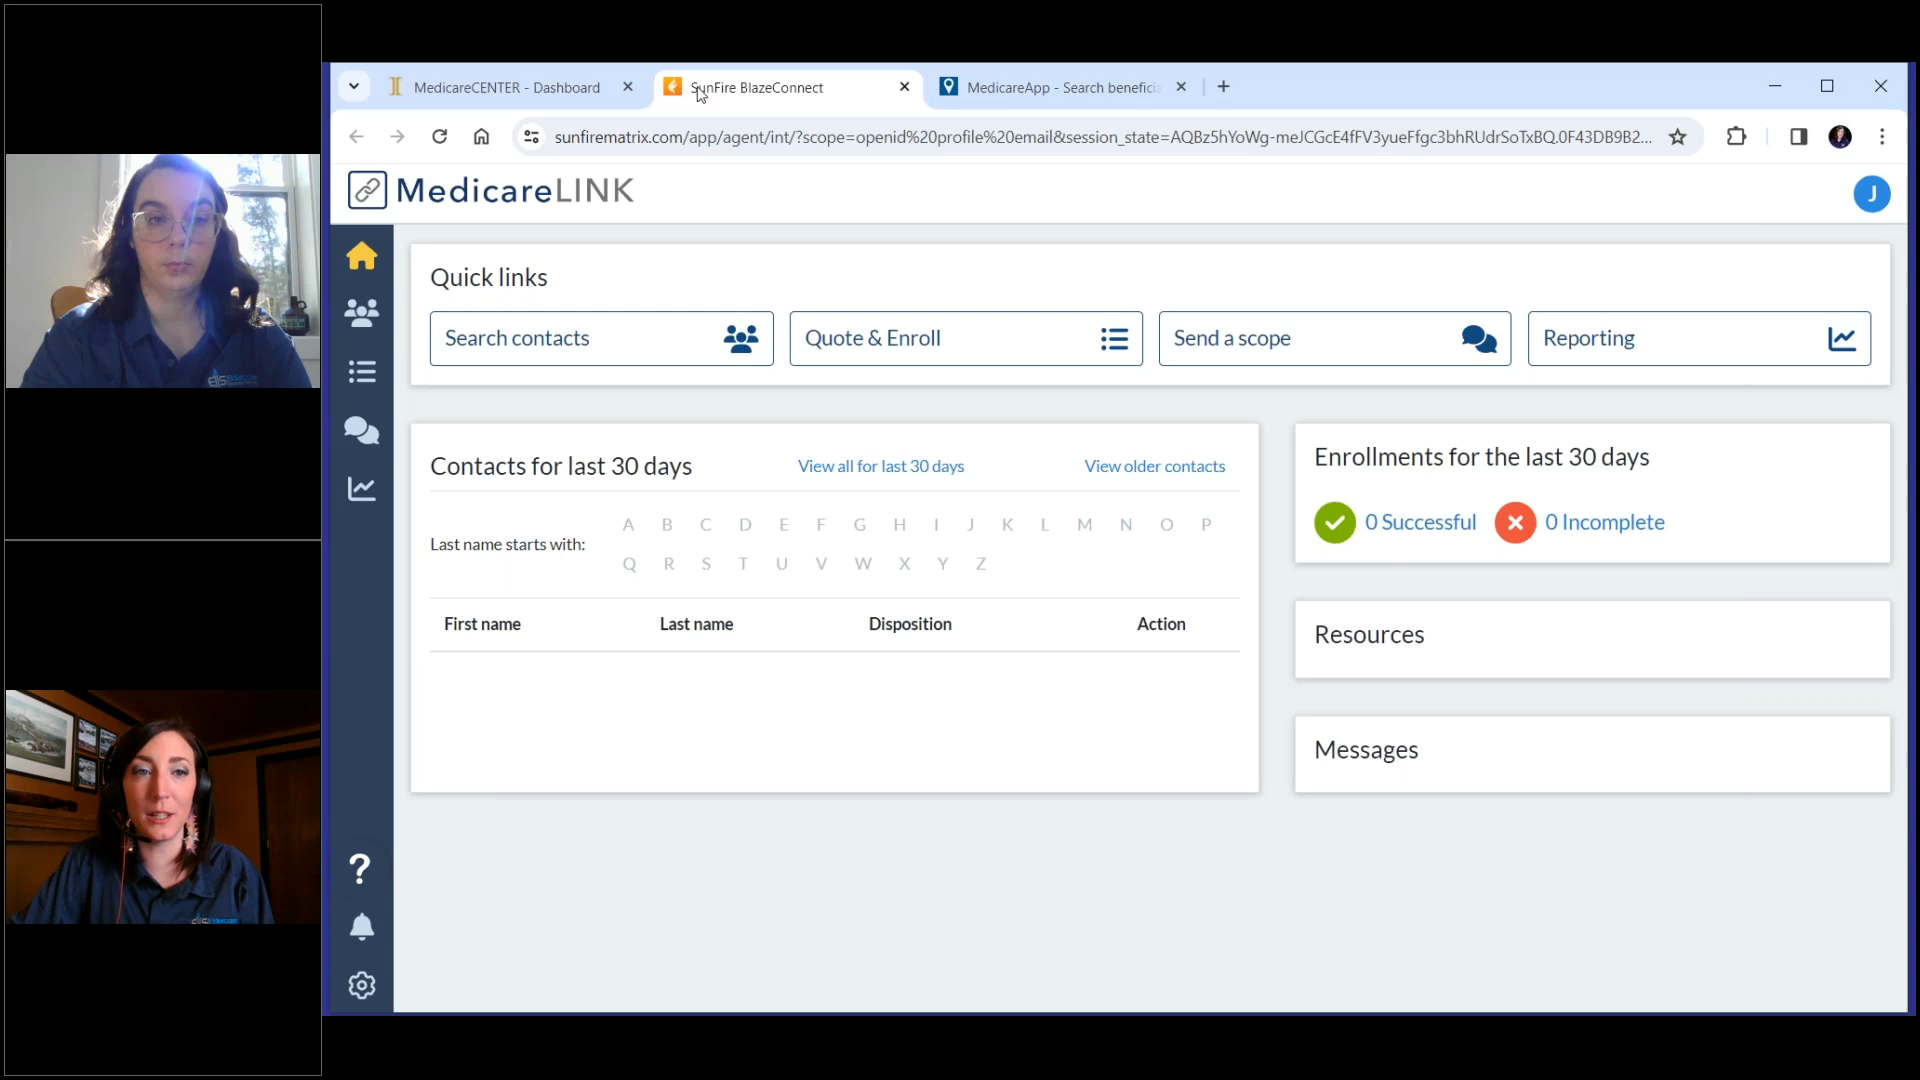 MedicareCENTER - Dashboard
SunFire BlazeConnect
MedicareApp - Search benefici
sunfirematrix.com/app/agent/int/?scope=openid%20profile%20email&session_state=AQBz5hYoWg-meJCGcE4fFV3yueFfgc3bhRUdrSoTxBQ.0F43DB9B2...
MedicareLINK
J
Quick links
Search contacts
Quote & Enroll
Send a scope
Reporting
Contacts for last 30 days
View all for last 30 days
View older contacts
Last name starts with:
A B C D E F G H I J K L M N O P
Q R S T U V W X Y Z
First name
Last name
Disposition
Action
Enrollments for the last 30 days
0 Successful
0 Incomplete
Resources
Messages
?